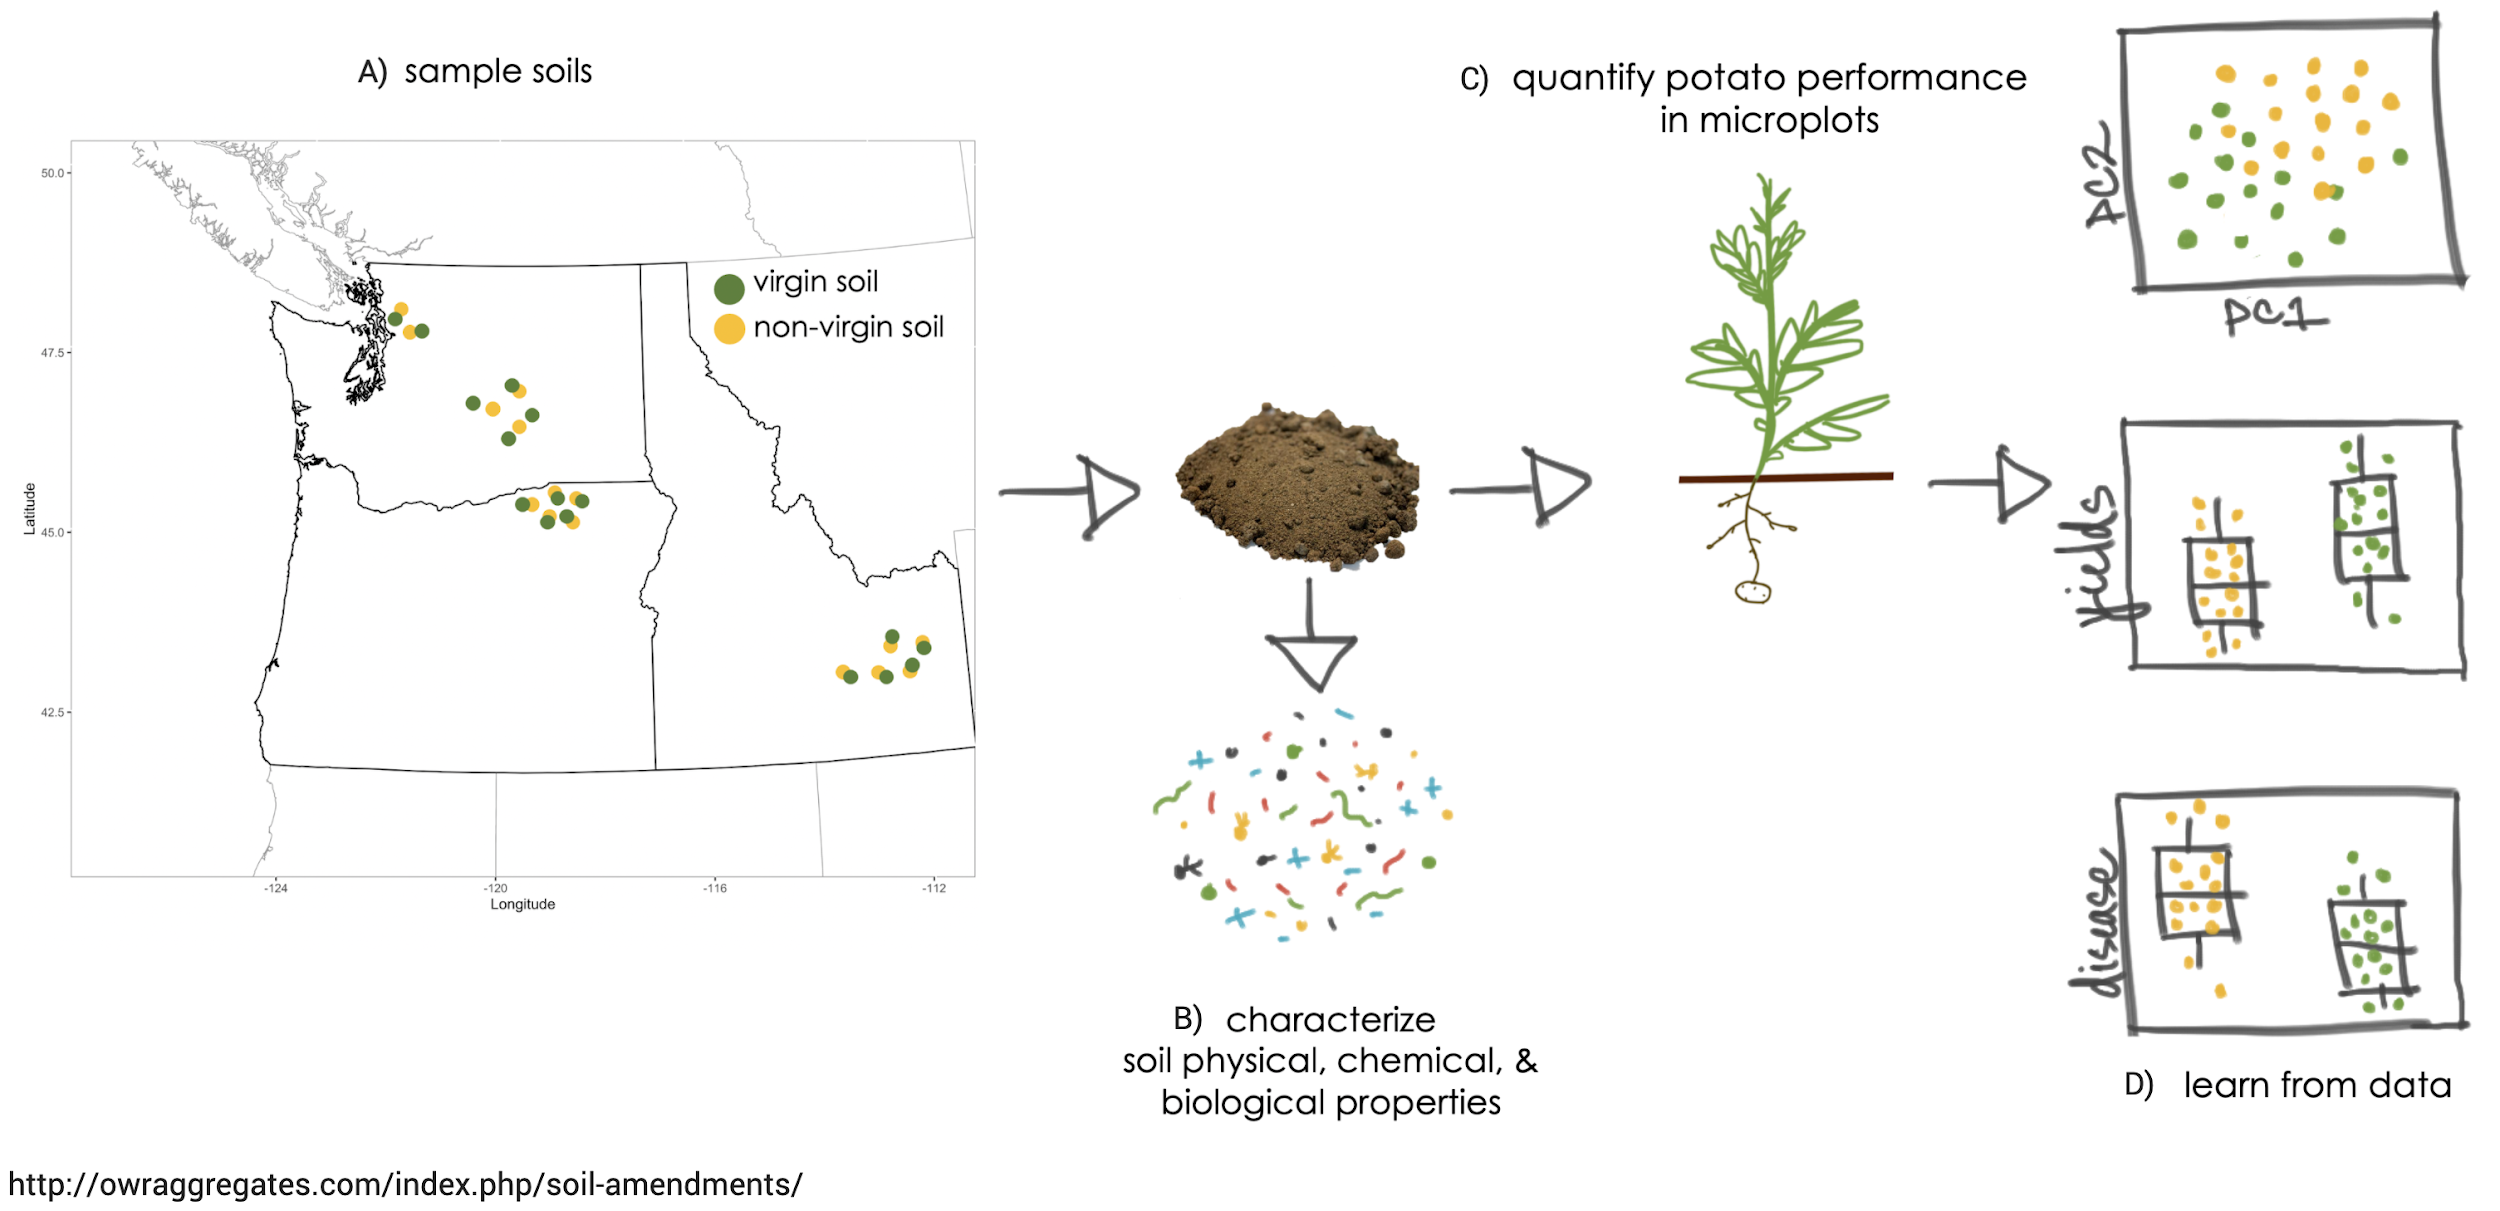 A) sample soils
50.0
47.5
45.0
42.5
Latitude
-124
-120
-116
-112
Longitude
virgin soil
non-virgin soil
B) characterize
soil physical, chemical, &
biological properties
C) quantify potato performance
in microplots
PC2
PC1
yields
disease
D) learn from data
http://owraggregates.com/index.php/soil-amendments/